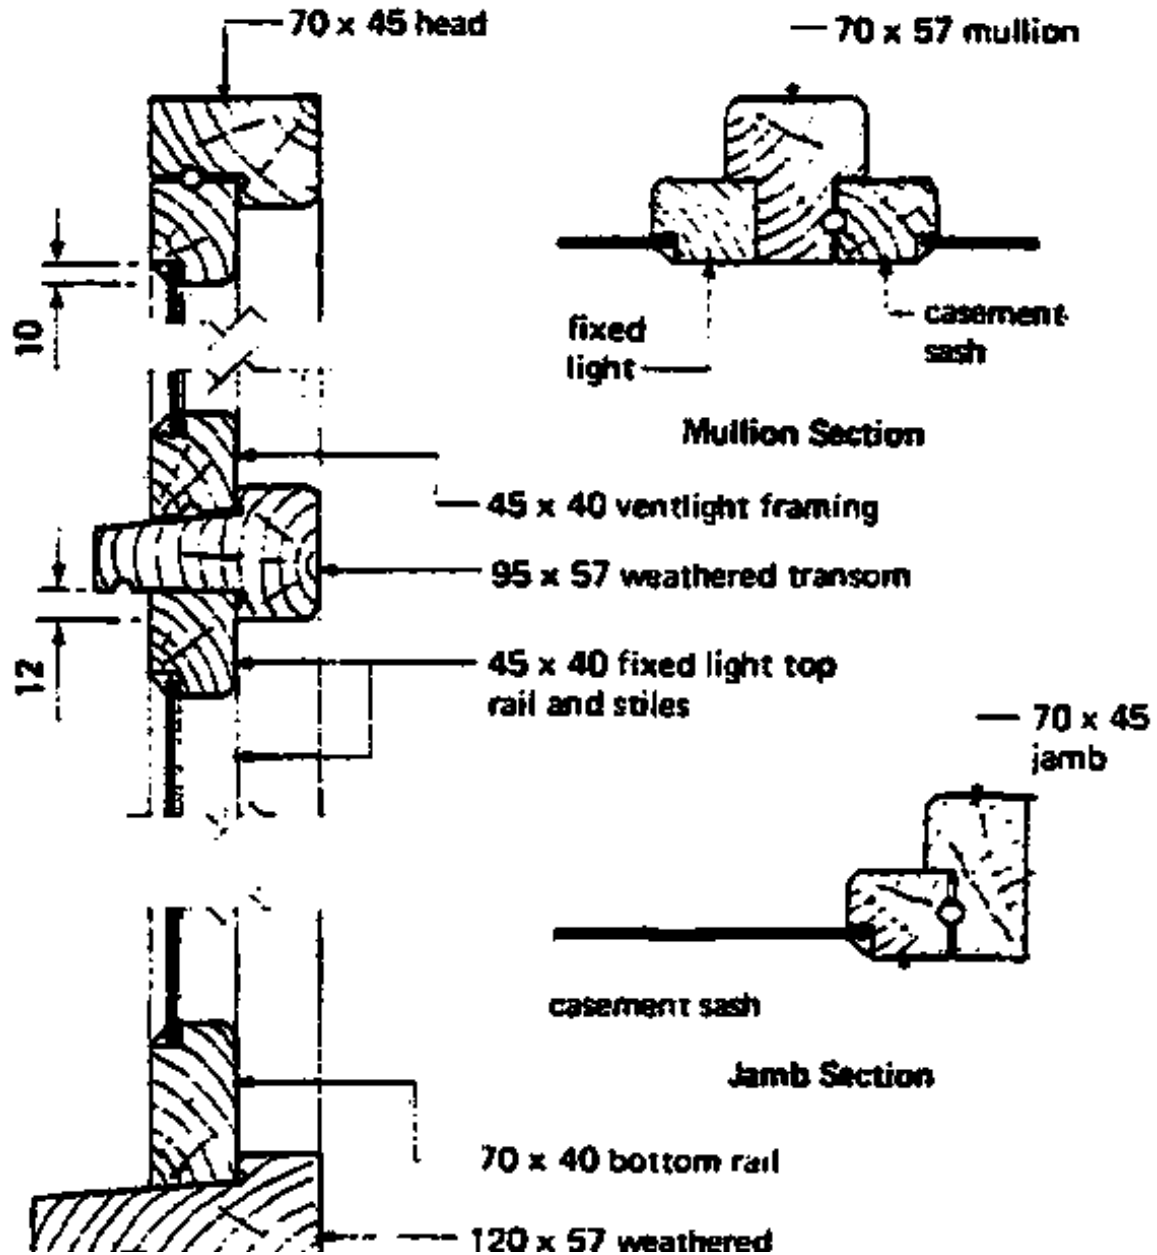 70 x 45 head
70 x 57 mullion
10
fixed
light
casement
sash
Mullion Section
45 x 40 ventlight framing
95 x 57 weathered transom
12
45 x 40 fixed light top
rail and stiles
70 x 45
jamb
casement sash
Jamb Section
70 x 40 bottom rail
120 x 57 weathered